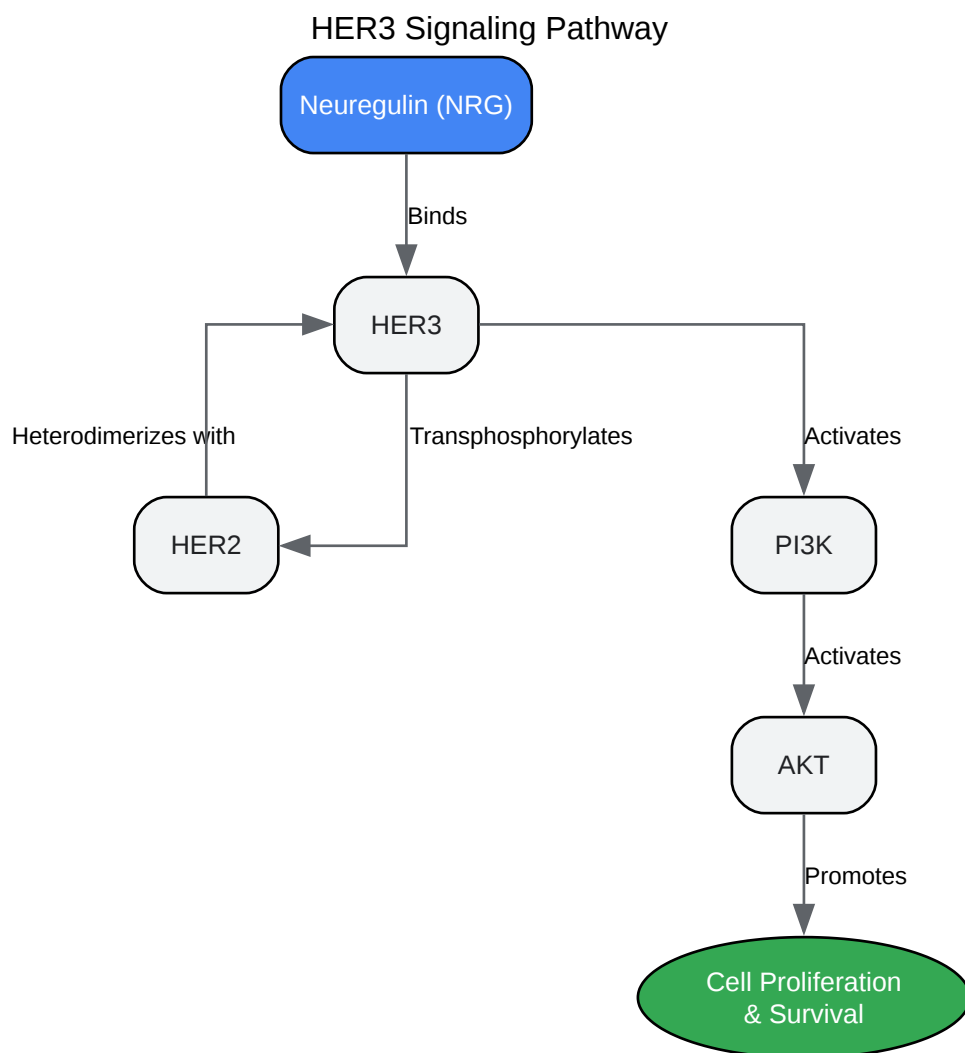 HER3 Signaling Pathway
Neuregulin (NRG)
Binds
HER3
Heterodimerizes with
Transphosphorylates
Activates
HER2
PI3K
Activates
AKT
Promotes
Cell Proliferation
& Survival